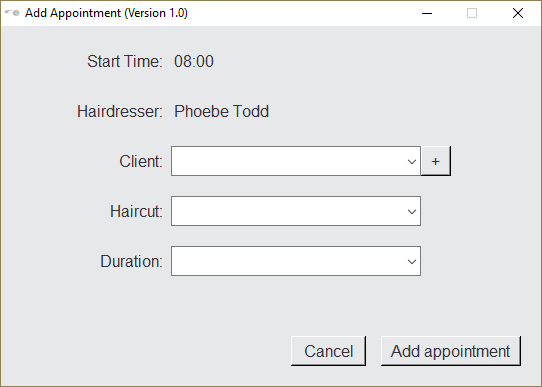 Add Appointment (Version 1.0)
Start Time: 08:00
Hairdresser: Phoebe Todd
Client: +
Haircut:
Duration:
Cancel Add appointment